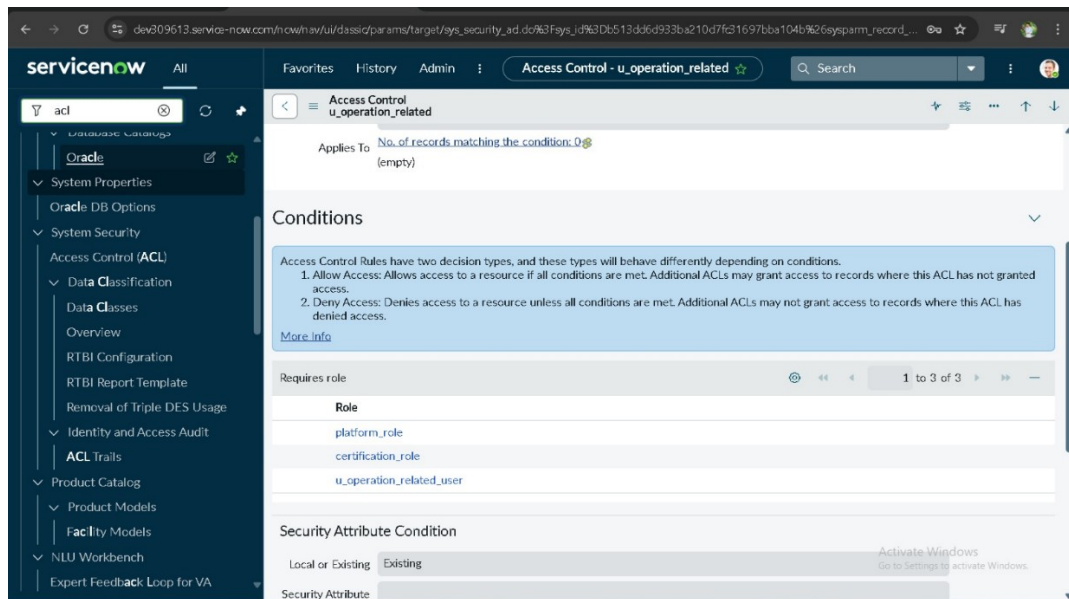 dev309613.service-now.com/now/nav/ui/classic/params/target/sys_security_acl.do%3Fsys_id%3Db513dd6d933ba210d7fc31697bba104b%26sysparm_record_...
servicenow All Favorites History Admin Access Control - u_operation_related Search
acl
Access Control
u_operation_related
Database Catalogs
Oracle
System Properties
Oracle DB Options
System Security
Access Control (ACL)
Data Classification
Data Classes
Overview
RTBI Configuration
RTBI Report Template
Removal of Triple DES Usage
Identity and Access Audit
ACL Trails
Product Catalog
Product Models
Facility Models
NLU Workbench
Expert Feedback Loop for VA
Applies To No. of records matching the condition: 0
(empty)
Conditions
Access Control Rules have two decision types, and these types will behave differently depending on conditions.
1. Allow Access: Allows access to a resource if all conditions are met. Additional ACLs may grant access to records where this ACL has not granted
access.
2. Deny Access: Denies access to a resource unless all conditions are met. Additional ACLs may not grant access to records where this ACL has
denied access.
More Info
Requires role 1 to 3 of 3
Role
platform_role
certification_role
u_operation_related_user
Security Attribute Condition
Local or Existing Existing
Security Attribute
Activate Windows
Go to Settings to activate Windows.